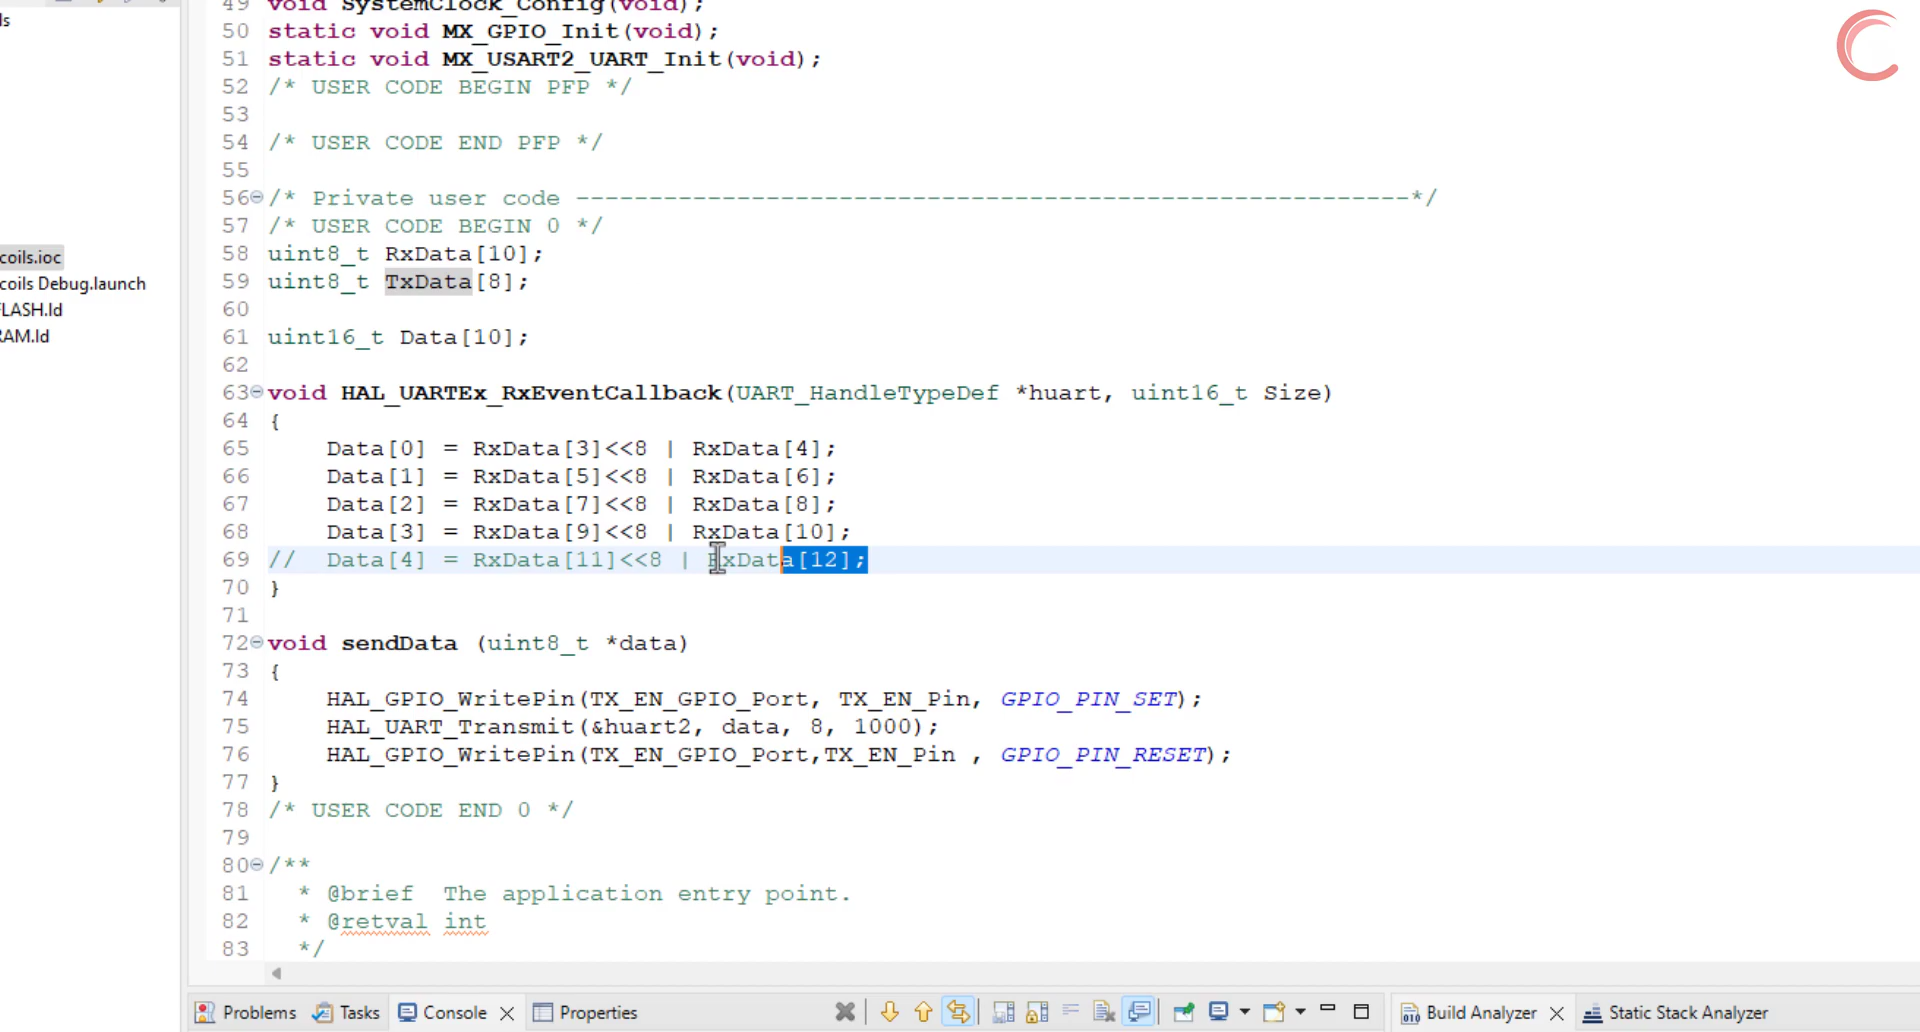 ls
coils.ioc
coils Debug.launch
FLASH.ld
RAM.ld
49 void SystemClock_Config(void);
50 static void MX_GPIO_Init(void);
51 static void MX_USART2_UART_Init(void);
52 /* USER CODE BEGIN PFP */
53
54 /* USER CODE END PFP */
55
56 /* Private user code ---------------------------------------------------------*/
57 /* USER CODE BEGIN 0 */
58 uint8_t RxData[10];
59 uint8_t TxData[8];
60
61 uint16_t Data[10];
62
63 void HAL_UARTEx_RxEventCallback(UART_HandleTypeDef *huart, uint16_t Size)
64 {
65 Data[0] = RxData[3]<<8 | RxData[4];
66 Data[1] = RxData[5]<<8 | RxData[6];
67 Data[2] = RxData[7]<<8 | RxData[8];
68 Data[3] = RxData[9]<<8 | RxData[10];
69 // Data[4] = RxData[11]<<8 | RxData[12];
70 }
71
72 void sendData (uint8_t *data)
73 {
74 HAL_GPIO_WritePin(TX_EN_GPIO_Port, TX_EN_Pin, GPIO_PIN_SET);
75 HAL_UART_Transmit(&huart2, data, 8, 1000);
76 HAL_GPIO_WritePin(TX_EN_GPIO_Port,TX_EN_Pin , GPIO_PIN_RESET);
77 }
78 /* USER CODE END 0 */
79
80 /**
81 * @brief The application entry point.
82 * @retval int
83 */
Problems Tasks Console Properties Build Analyzer Static Stack Analyzer